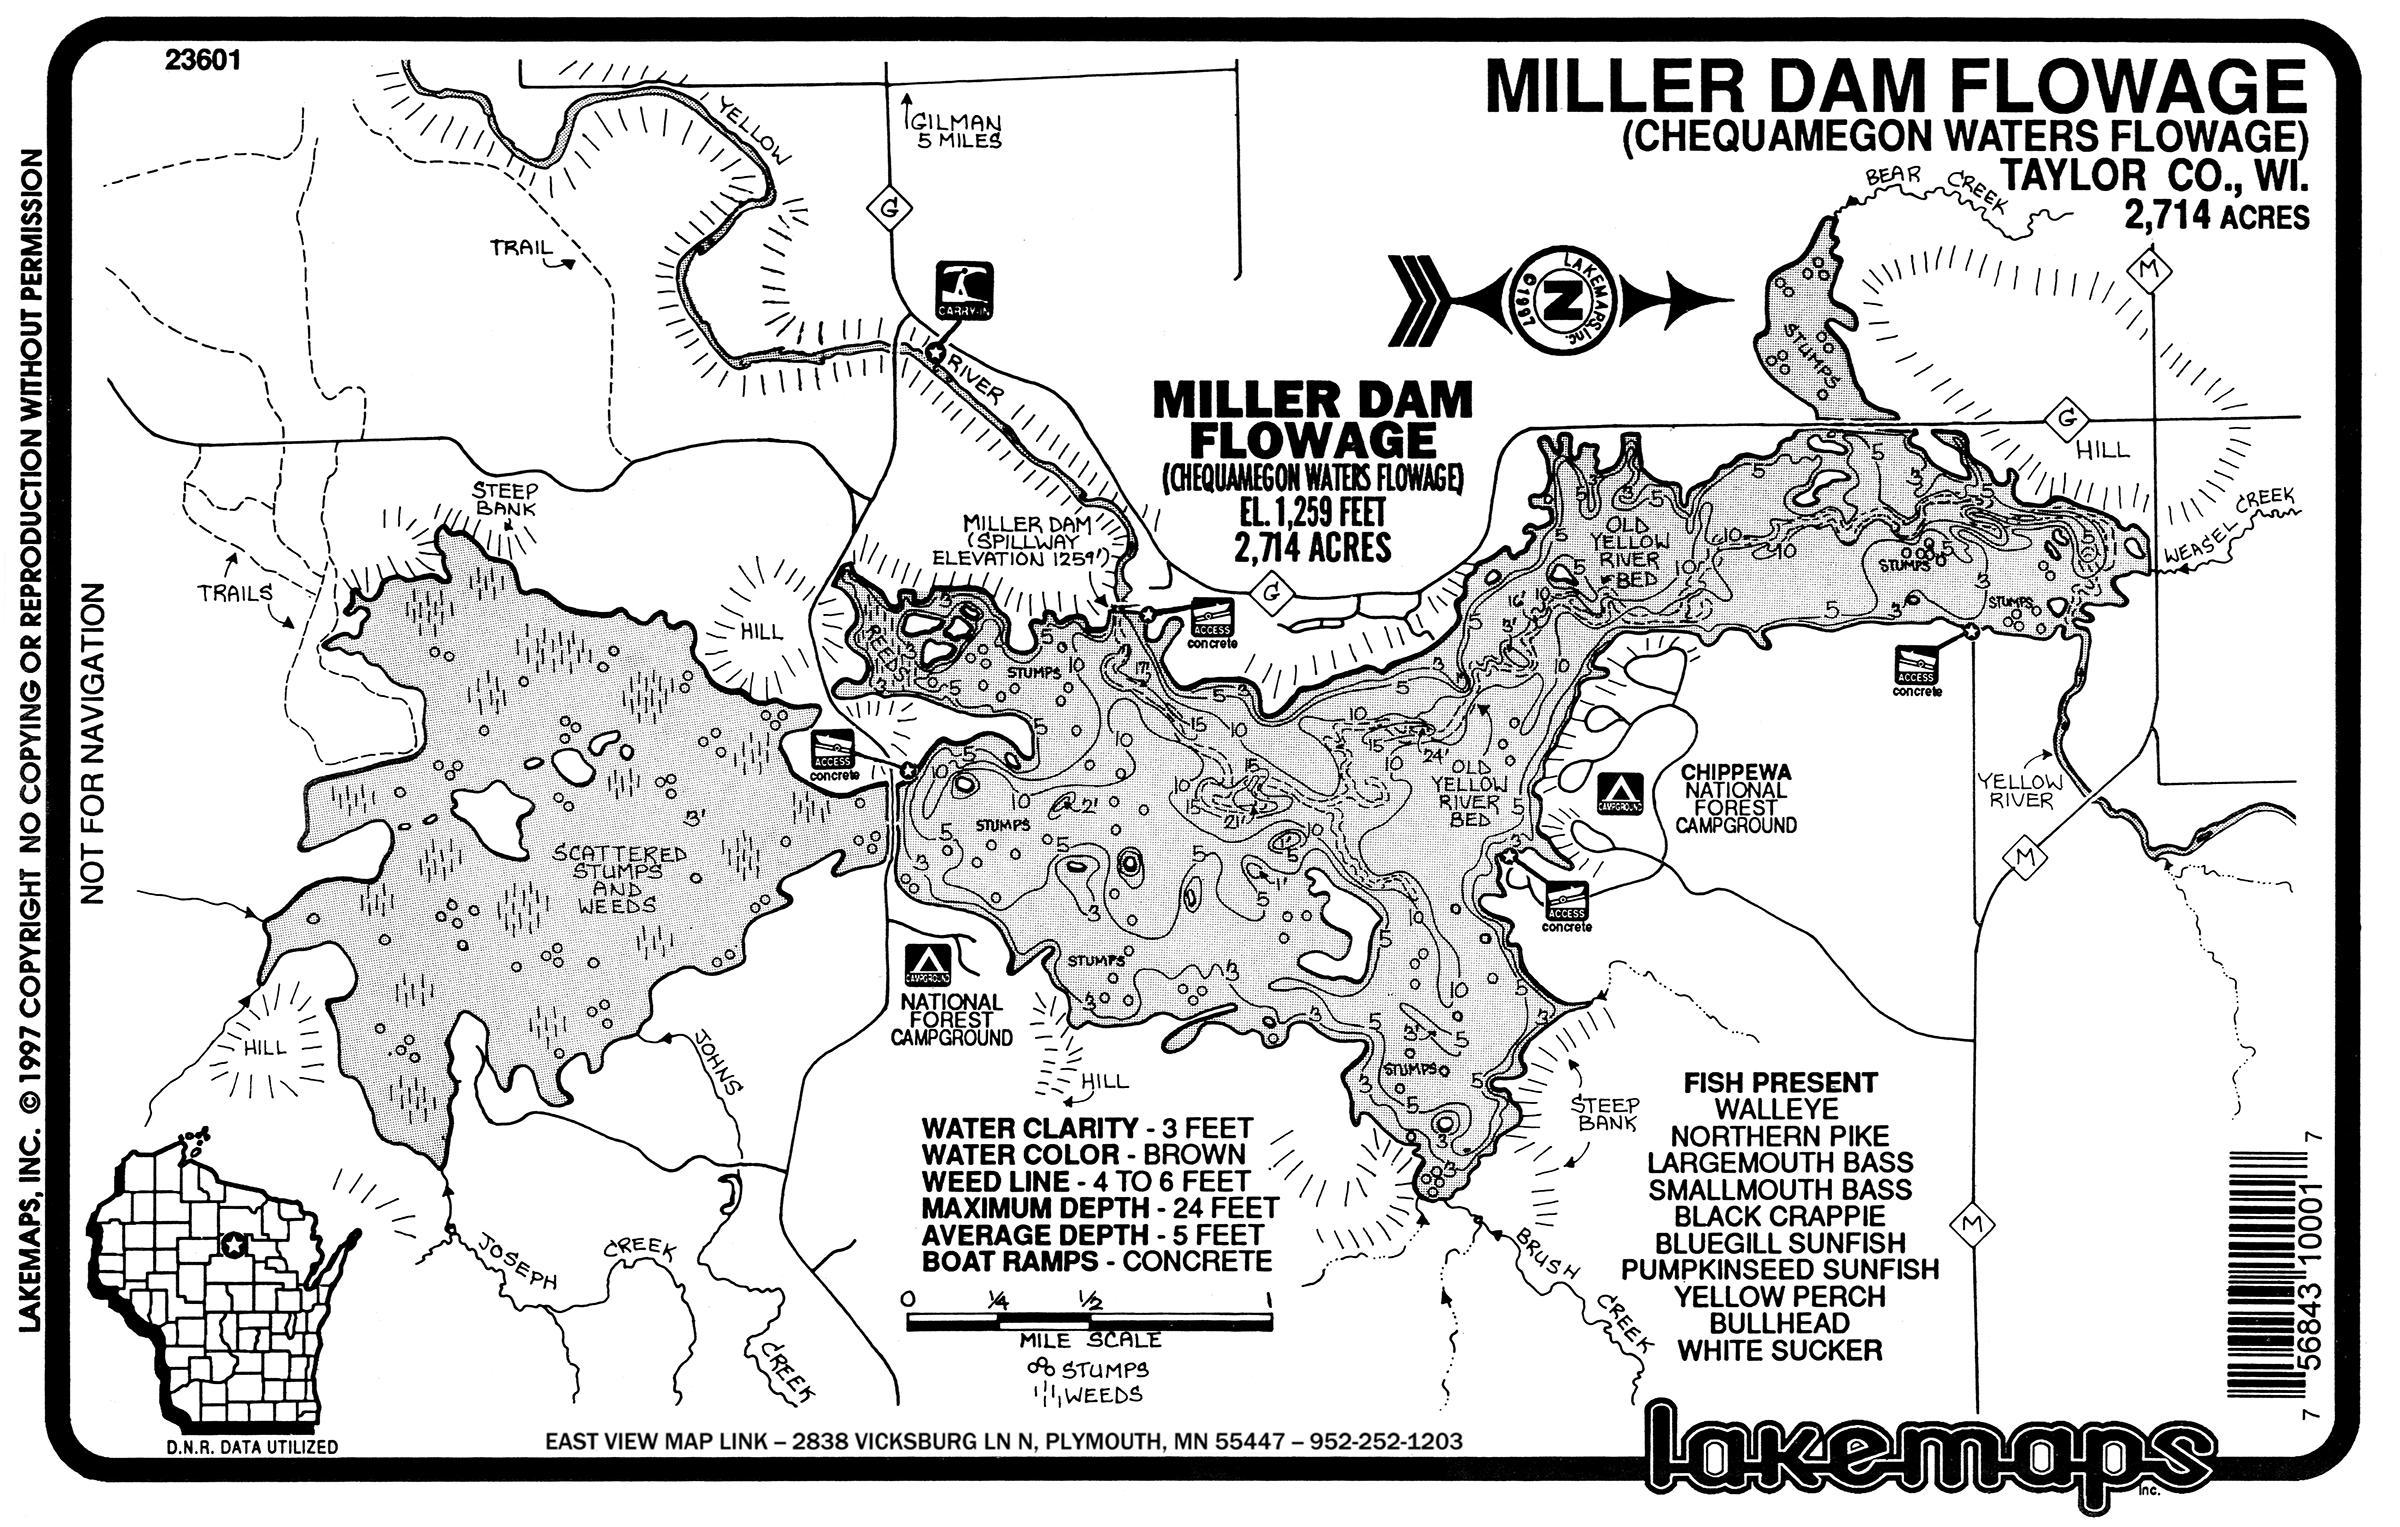 23601
MILLER DAM FLOWAGE
(CHEQUAMEGON WATERS FLOWAGE)
TAYLOR CO., WI.
2,714 ACRES
LAKEMAPS, INC. © 1997 COPYRIGHT NO COPYING OR REPRODUCTION WITHOUT PERMISSION
NOT FOR NAVIGATION
YELLOW
GILMAN
5 MILES
G
TRAIL
CARRY-IN
RIVER
BEAR CREEK
M
LAKEMAPS, Inc.
©1997
N
STUMPS
G
HILL
MILLER DAM
FLOWAGE
(CHEQUAMEGON WATERS FLOWAGE)
EL. 1,259 FEET
2,714 ACRES
STEEP
BANK
MILLER DAM
(SPILLWAY
ELEVATION 1259')
OLD
YELLOW
RIVER
BED
WEASEL CREEK
TRAILS
HILL
REEDS
STUMPS
ACCESS
concrete
G
STUMPS
STUMPS
ACCESS
concrete
ACCESS
concrete
OLD
YELLOW
RIVER
BED
24'
17'
16'
21'
2'
1'
3'
CAMPGROUND
CHIPPEWA
NATIONAL
FOREST
CAMPGROUND
YELLOW
RIVER
M
3'
SCATTERED
STUMPS
AND
WEEDS
STUMPS
STUMPS
ACCESS
concrete
CAMPGROUND
NATIONAL
FOREST
CAMPGROUND
HILL
HILL
JOHNS
CREEK
3'
STUMPS
STEEP
BANK
JOSEPH CREEK
BRUSH CREEK
WATER CLARITY - 3 FEET
WATER COLOR - BROWN
WEED LINE - 4 TO 6 FEET
MAXIMUM DEPTH - 24 FEET
AVERAGE DEPTH - 5 FEET
BOAT RAMPS - CONCRETE
0 1/4 1/2 1
MILE SCALE
STUMPS
WEEDS
FISH PRESENT
WALLEYE
NORTHERN PIKE
LARGEMOUTH BASS
SMALLMOUTH BASS
BLACK CRAPPIE
BLUEGILL SUNFISH
PUMPKINSEED SUNFISH
YELLOW PERCH
BULLHEAD
WHITE SUCKER
M
7 56843 10001 7
D.N.R. DATA UTILIZED
EAST VIEW MAP LINK – 2838 VICKSBURG LN N, PLYMOUTH, MN 55447 – 952-252-1203
lakemaps
Inc.